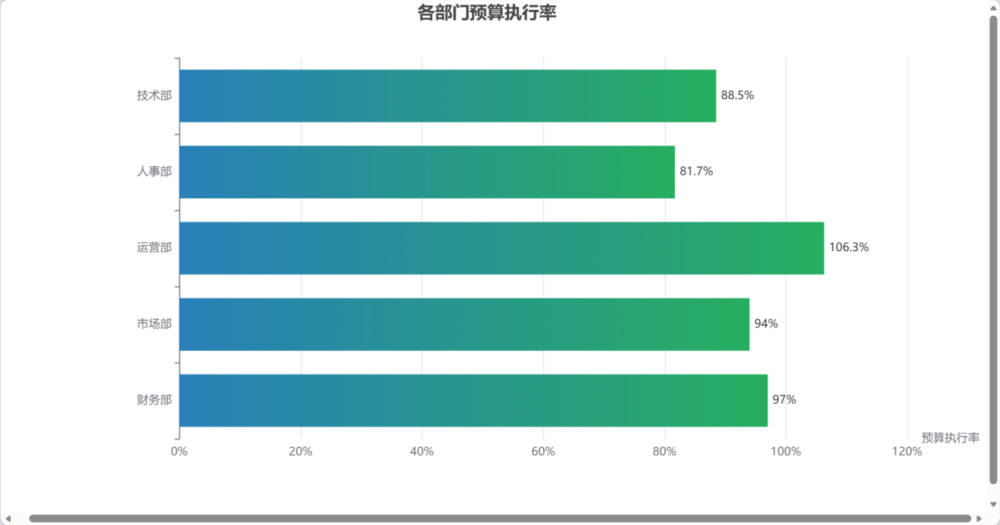 各部门预算执行率
技术部 88.5%
人事部 81.7%
运营部 106.3%
市场部 94%
财务部 97%
预算执行率
0% 20% 40% 60% 80% 100% 120%